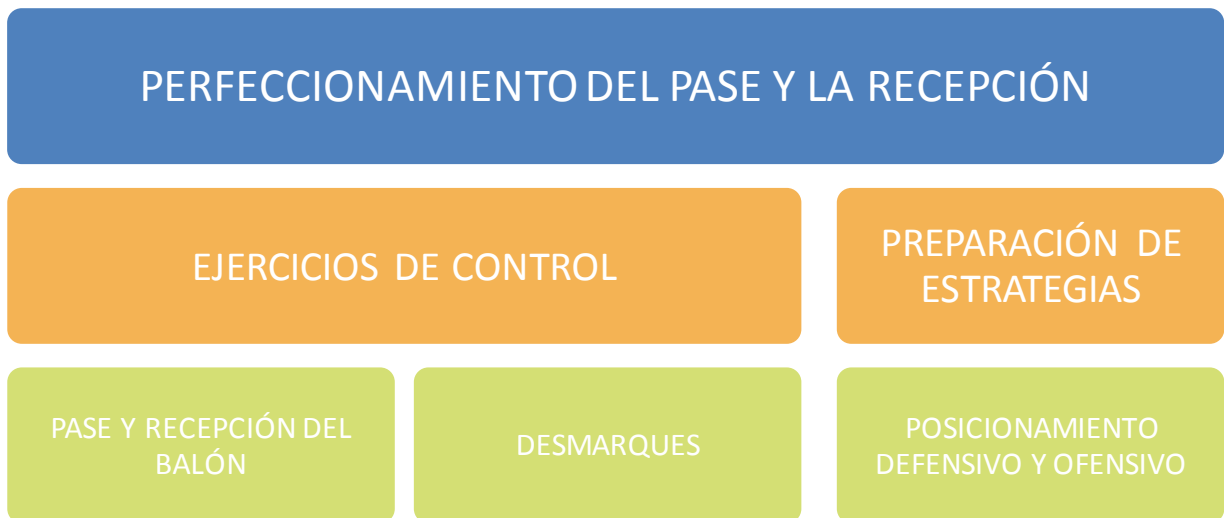 PERFECCIONAMIENTO DEL PASE Y LA RECEPCIÓN
EJERCICIOS DE CONTROL
PREPARACIÓN DE
ESTRATEGIAS
PASE Y RECEPCIÓN DEL
BALÓN
DESMARQUES
POSICIONAMIENTO
DEFENSIVO Y OFENSIVO